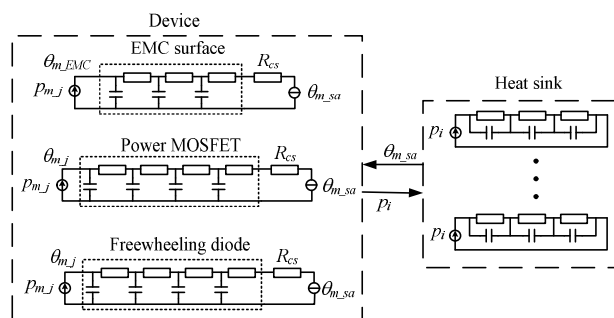 Device
EMC surface
θm_EMC
Rcs
pm_j
θm_sa
Power MOSFET
θm_j
Rcs
pm_j
θm_sa
Freewheeling diode
θm_j
Rcs
pm_j
θm_sa
θm_sa
pi
Heat sink
pi
pi